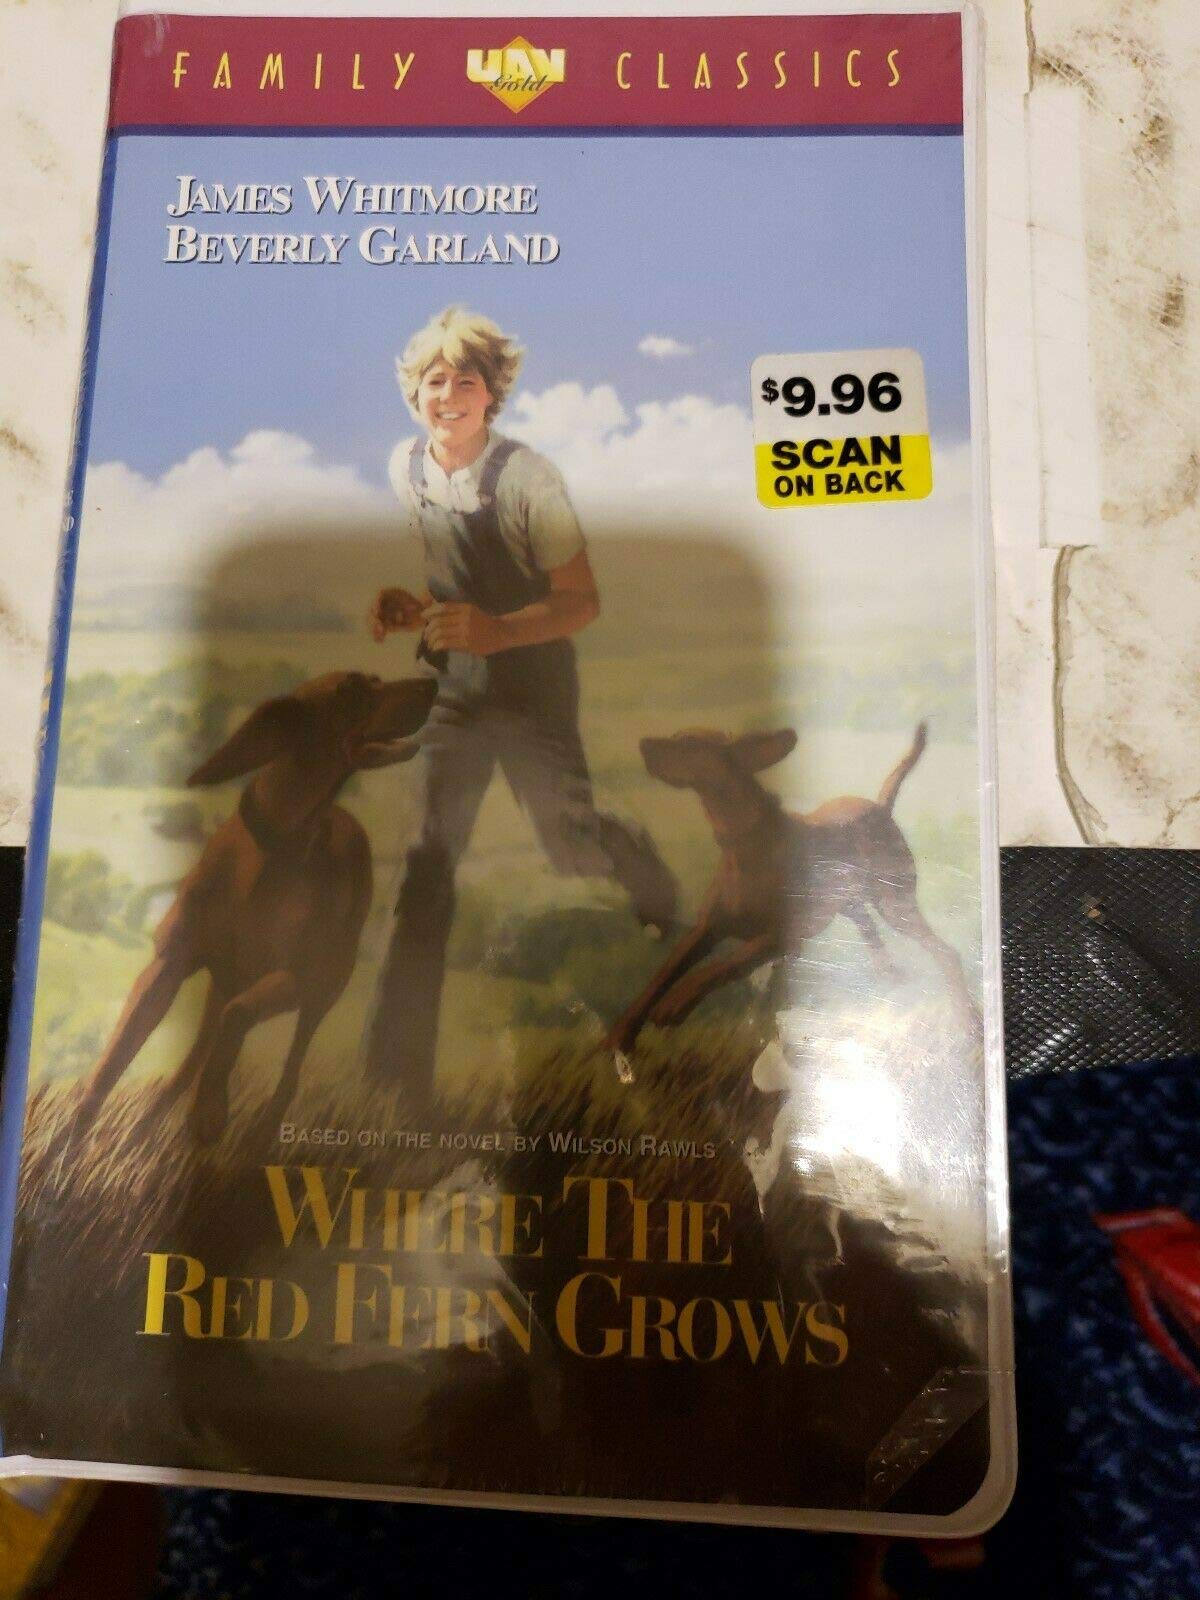 FAMILY UAV Gold CLASSICS
JAMES WHITMORE
BEVERLY GARLAND
$9.96
SCAN
ON BACK
BASED ON THE NOVEL BY WILSON RAWLS
WHERE THE
RED FERN GROWS